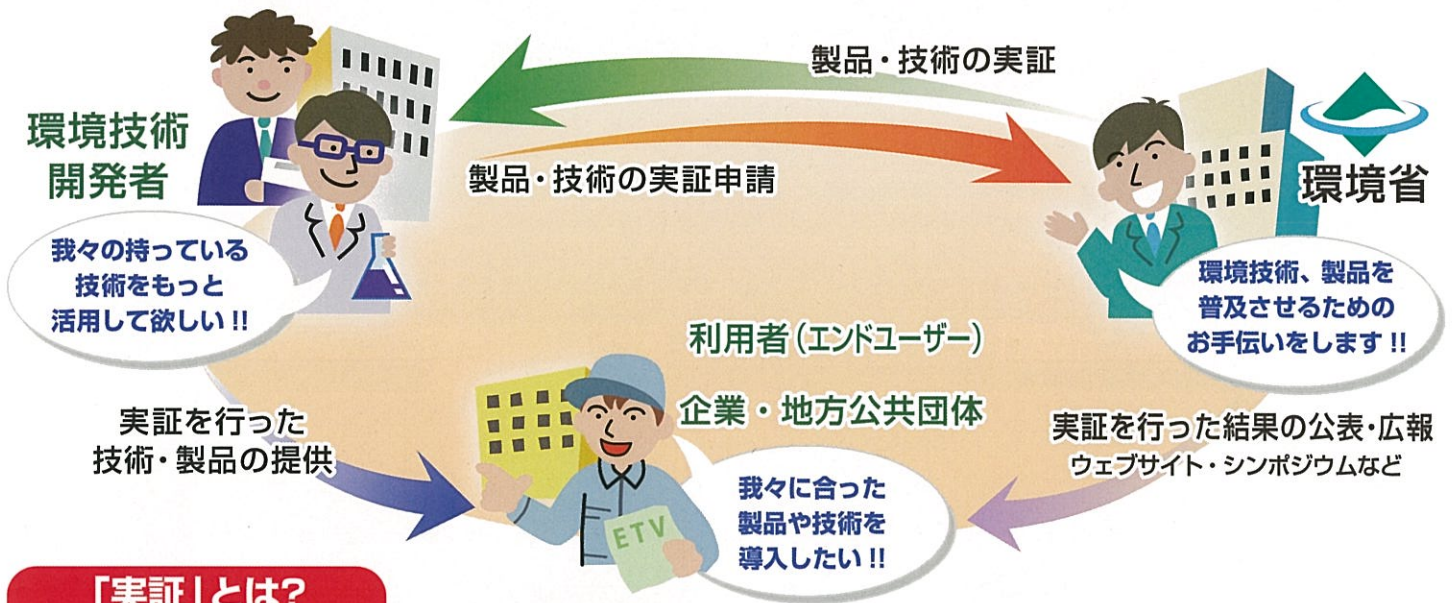 製品・技術の実証
環境技術
開発者
製品・技術の実証申請
環境省
我々の持っている
技術をもっと
活用して欲しい!!
環境技術、製品を
普及させるための
お手伝いをします!!
利用者(エンドユーザー)
企業・地方公共団体
実証を行った
技術・製品の提供
実証を行った結果の公表・広報
ウェブサイト・シンポジウムなど
我々に合った
製品や技術を
導入したい!!
ETV
「実証」とは?